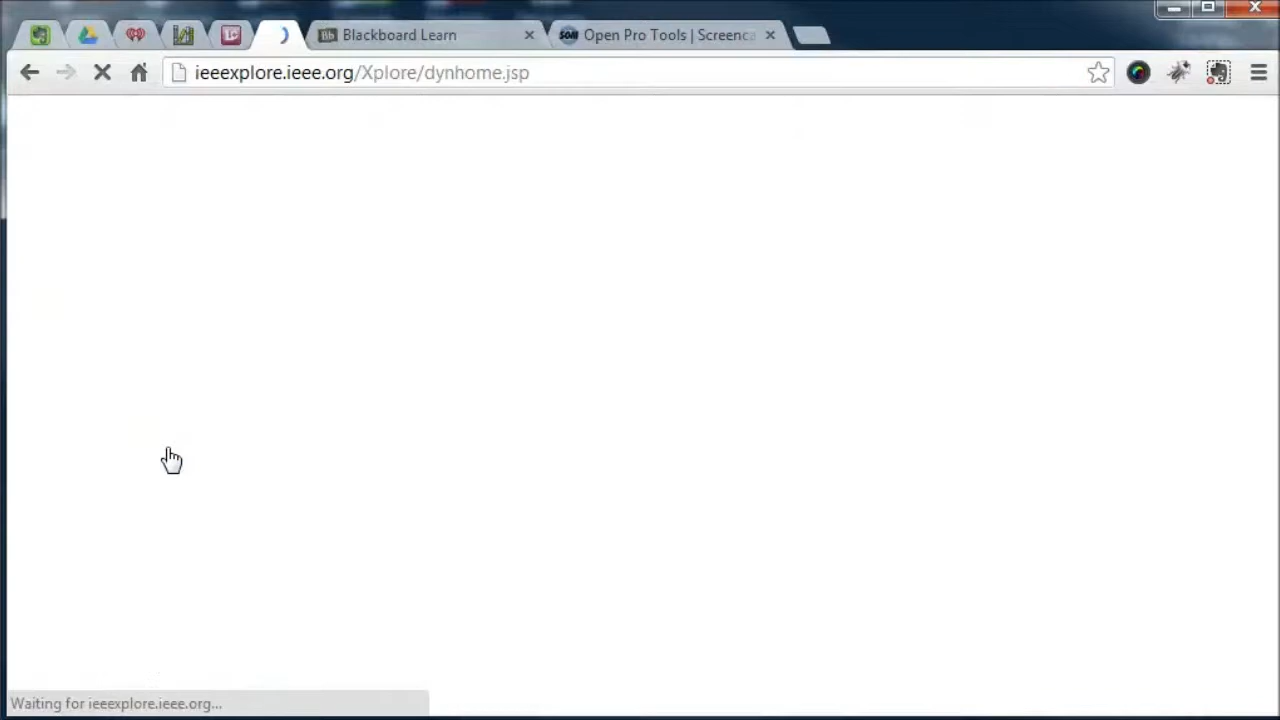 Blackboard Learn
Open Pro Tools | Screenca
ieeexplore.ieee.org/Xplore/dynhome.jsp
Waiting for ieeexplore.ieee.org...